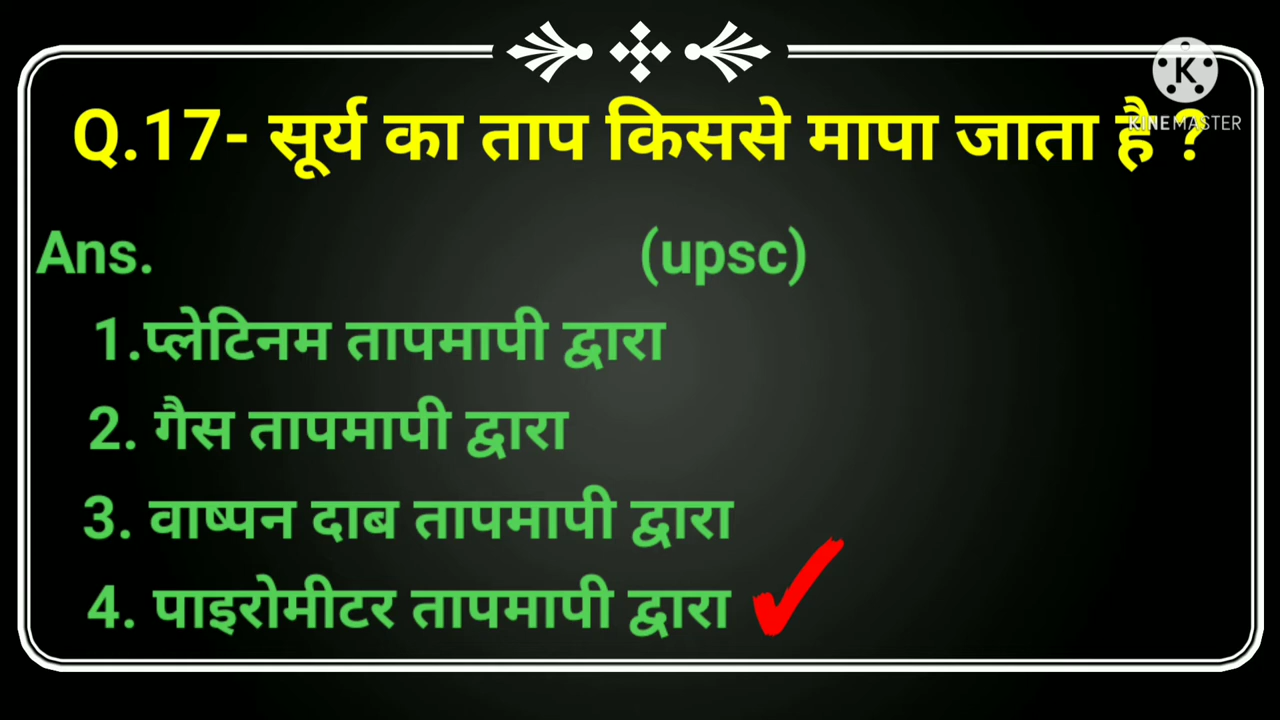 K
KINEMASTER
Q.17- सूर्य का ताप किससे मापा जाता है ?
Ans. (upsc)
1.प्लेटिनम तापमापी द्वारा
2. गैस तापमापी द्वारा
3. वाष्पन दाब तापमापी द्वारा
4. पाइरोमीटर तापमापी द्वारा